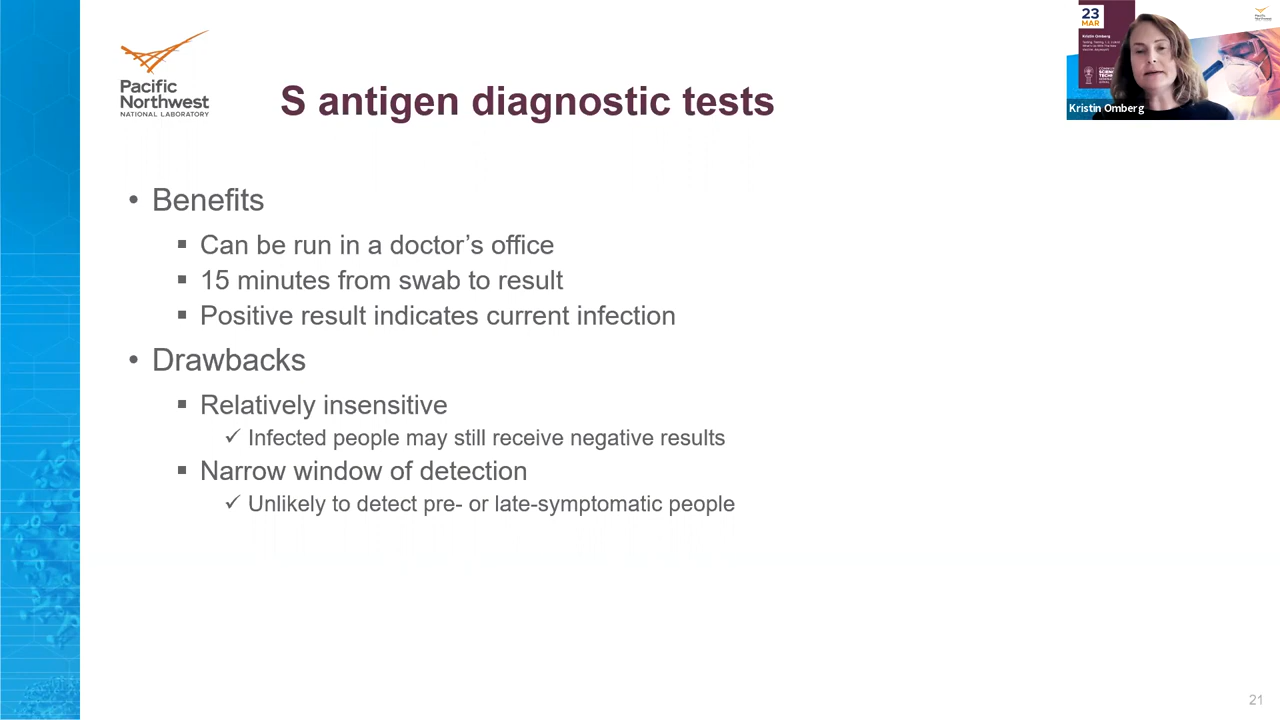 Pacific
Northwest
NATIONAL LABORATORY
S antigen diagnostic tests
• Benefits
▪ Can be run in a doctor’s office
▪ 15 minutes from swab to result
▪ Positive result indicates current infection
• Drawbacks
▪ Relatively insensitive
✓ Infected people may still receive negative results
▪ Narrow window of detection
✓ Unlikely to detect pre- or late-symptomatic people
21
23
MAR
Kristin Omberg
Kristin Omberg